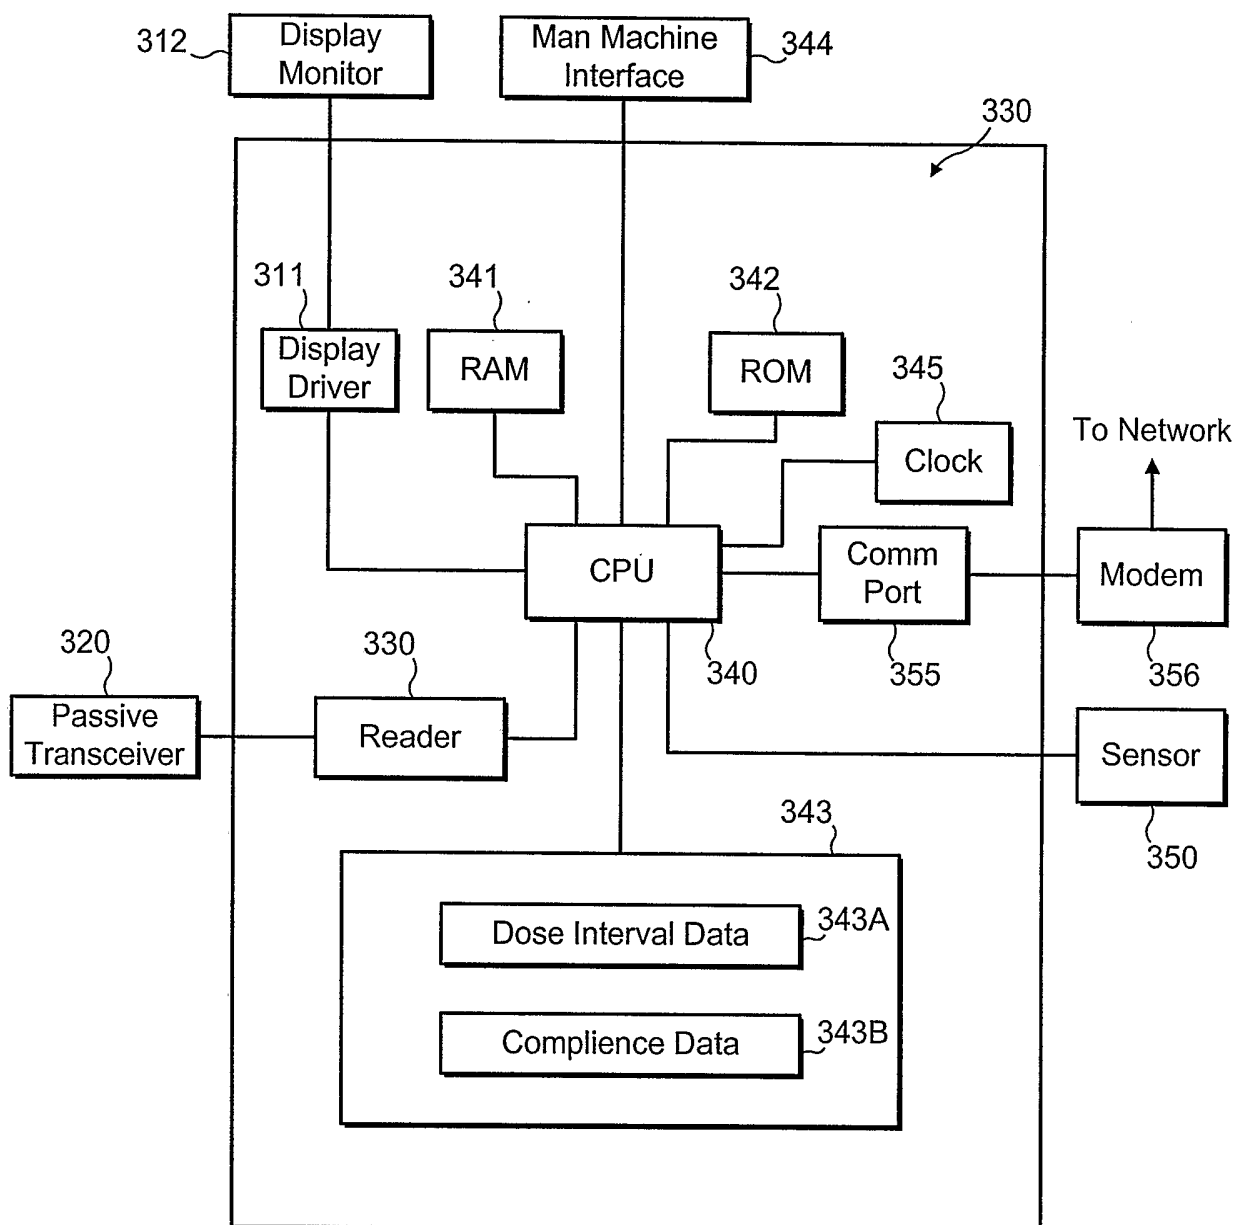 312
Display
Monitor
Man Machine
Interface
344
330
311
Display
Driver
341
RAM
342
ROM
345
Clock
To Network
CPU
340
Comm
Port
355
Modem
356
320
Passive
Transceiver
330
Reader
Sensor
350
343
Dose Interval Data
343A
Complience Data
343B